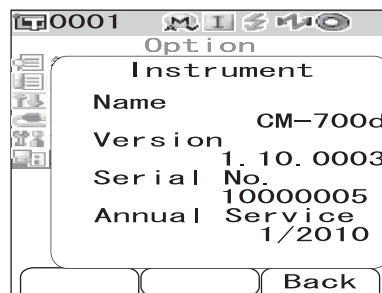 0001 M I
Option
Instrument
Name
CM-700d
Version
1.10.0003
Serial No.
10000005
Annual Service
1/2010
Back